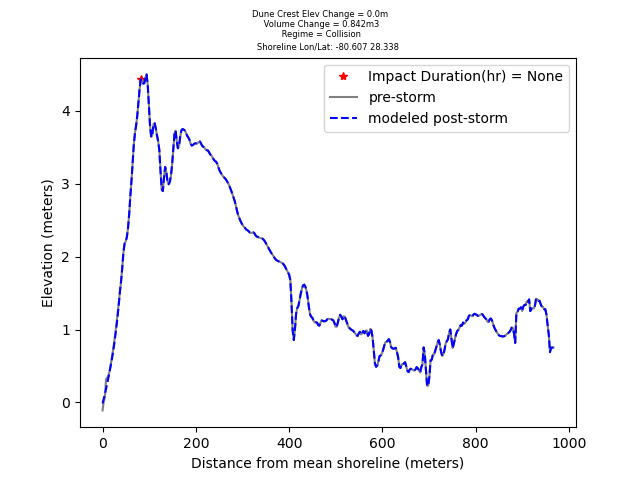 Dune Crest Elev Change = 0.0m
Volume Change = 0.842m3
Regime = Collision
Shoreline Lon/Lat: -80.607 28.338
Impact Duration(hr) = None
pre-storm
modeled post-storm
Elevation (meters)
4
3
2
1
0
0 200 400 600 800 1000
Distance from mean shoreline (meters)